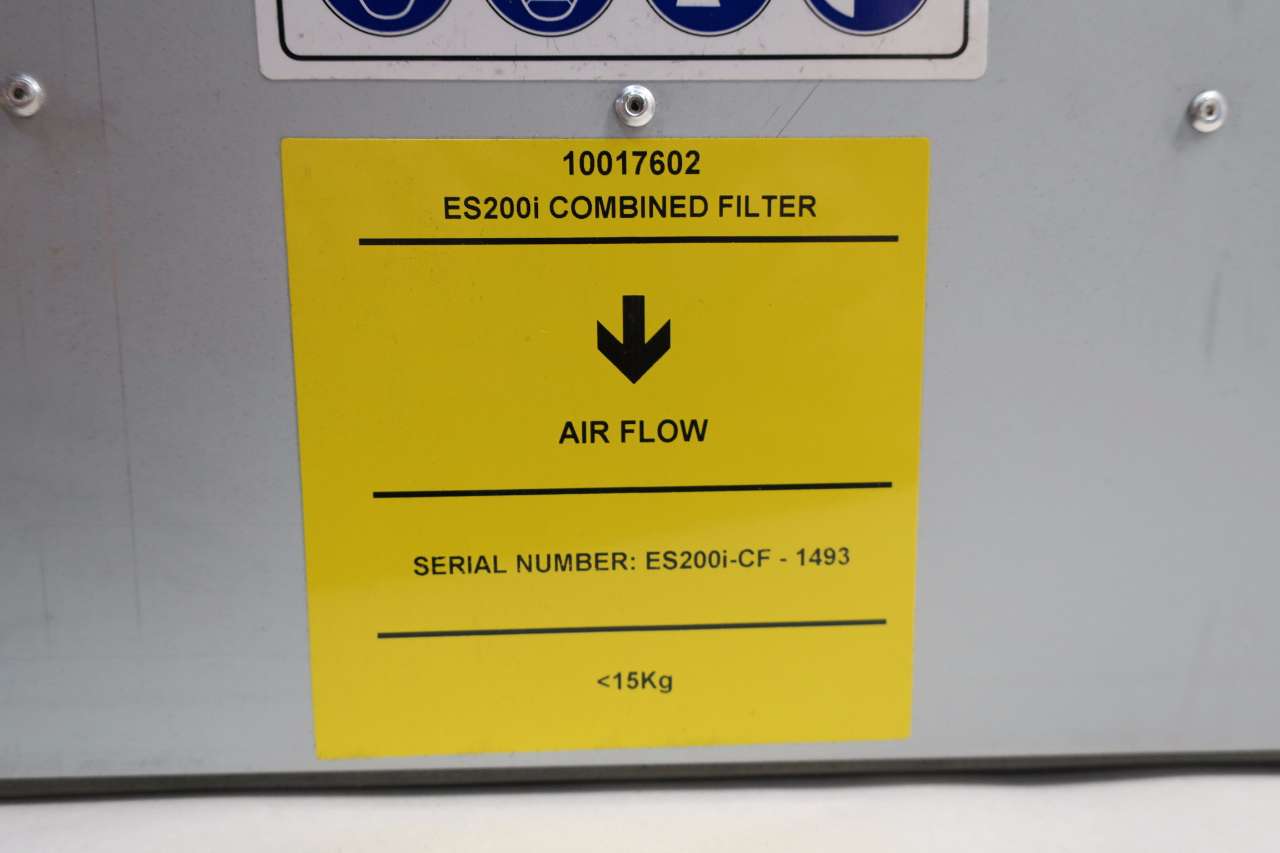 10017602
ES200i COMBINED FILTER
AIR FLOW
SERIAL NUMBER: ES200i-CF - 1493
<15Kg